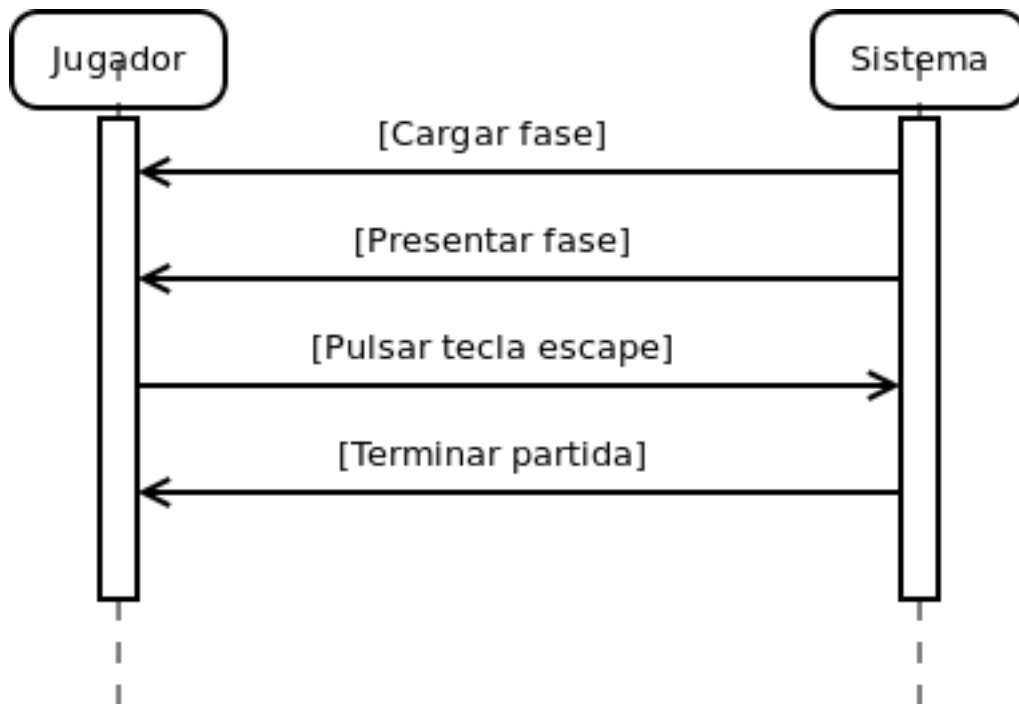 Jugador
Sistema
[Cargar fase]
[Presentar fase]
[Pulsar tecla escape]
[Terminar partida]